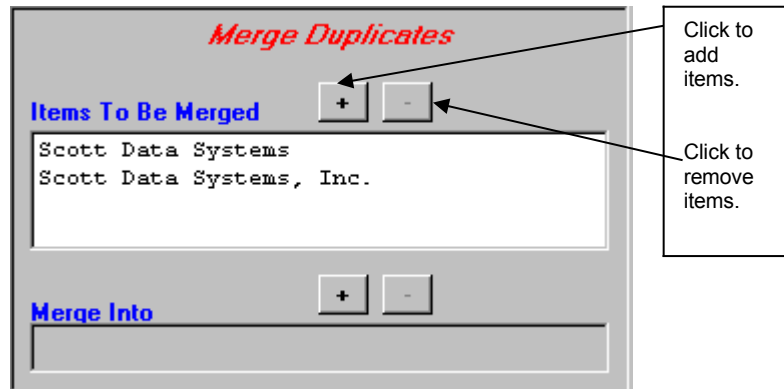 Merge Duplicates
Items To Be Merged
+ -
Scott Data Systems
Scott Data Systems, Inc.
+ -
Merge Into
Click to
add
items.
Click to
remove
items.